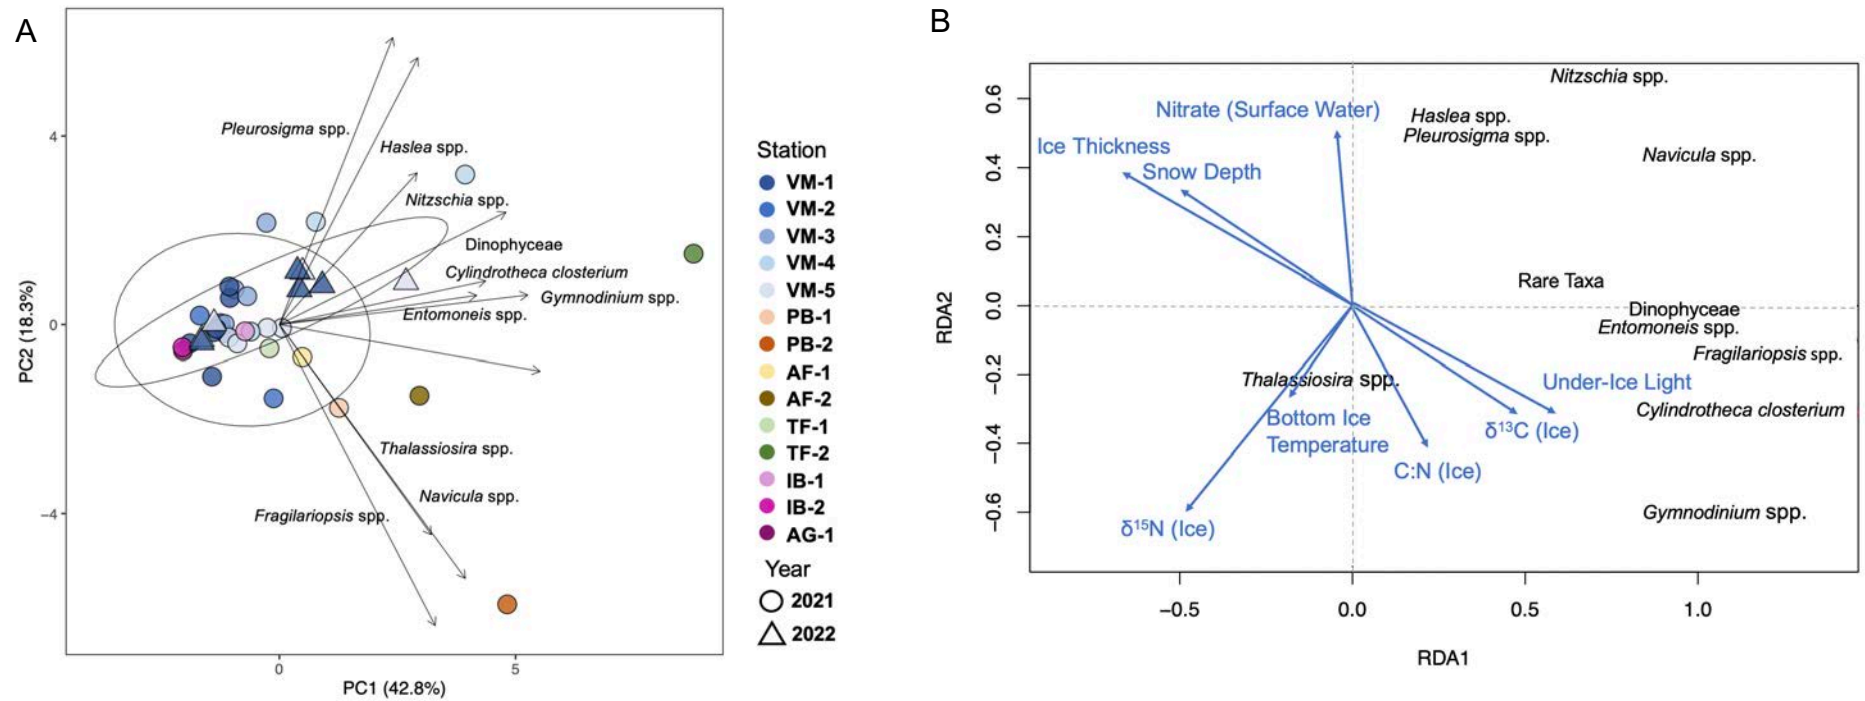 A
4
0
−4
PC2 (18.3%)
0
5
PC1 (42.8%)
Pleurosigma spp.
Haslea spp.
Nitzschia spp.
Dinophyceae
Cylindrotheca closterium
Gymnodinium spp.
Entomoneis spp.
Thalassiosira spp.
Navicula spp.
Fragilariopsis spp.
Station
VM-1
VM-2
VM-3
VM-4
VM-5
PB-1
PB-2
AF-1
AF-2
TF-1
TF-2
IB-1
IB-2
AG-1
Year
2021
2022
B
0.6
0.4
0.2
0.0
−0.2
−0.4
−0.6
RDA2
−0.5
0.0
0.5
1.0
RDA1
Nitzschia spp.
Nitrate (Surface Water)
Haslea spp.
Pleurosigma spp.
Ice Thickness
Snow Depth
Navicula spp.
Rare Taxa
Dinophyceae
Entomoneis spp.
Fragilariopsis spp.
Thalassiosira spp.
Under-Ice Light
Cylindrotheca closterium
Bottom Ice
Temperature
δ¹³C (Ice)
C:N (Ice)
Gymnodinium spp.
δ¹⁵N (Ice)